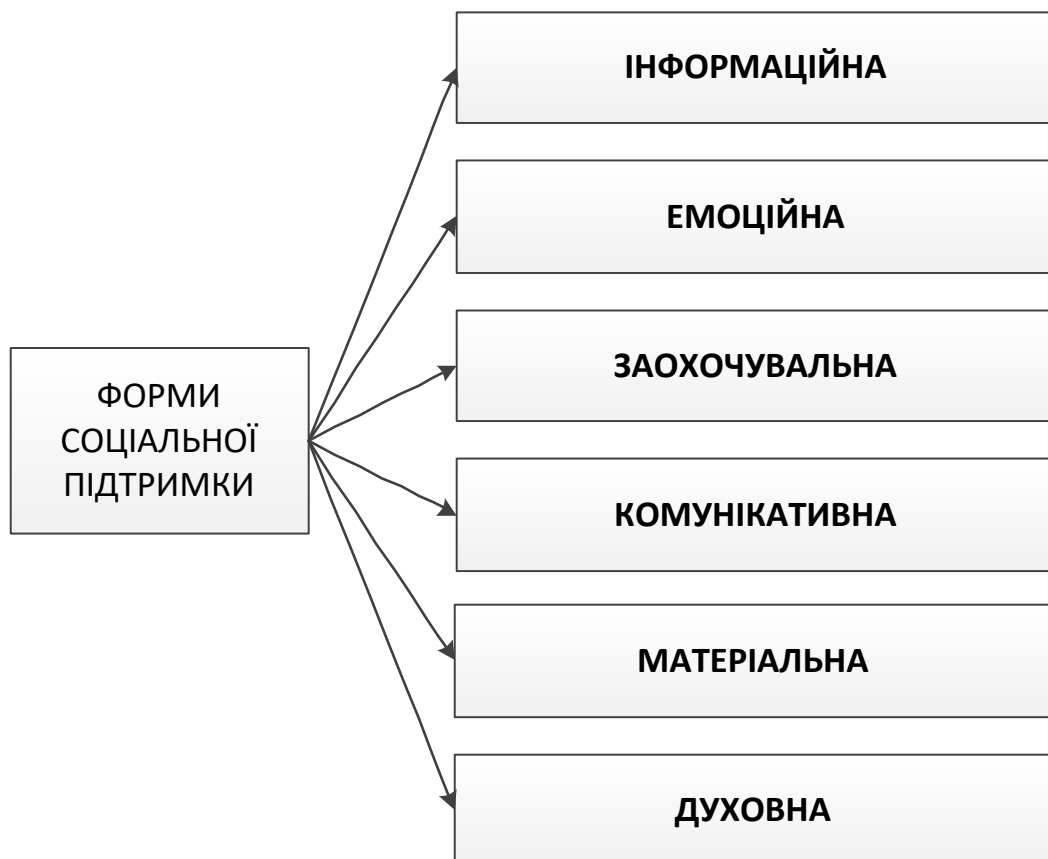 ФОРМИ
СОЦІАЛЬНОЇ
ПІДТРИМКИ
ІНФОРМАЦІЙНА
ЕМОЦІЙНА
ЗАОХОЧУВАЛЬНА
КОМУНІКАТИВНА
МАТЕРІАЛЬНА
ДУХОВНА